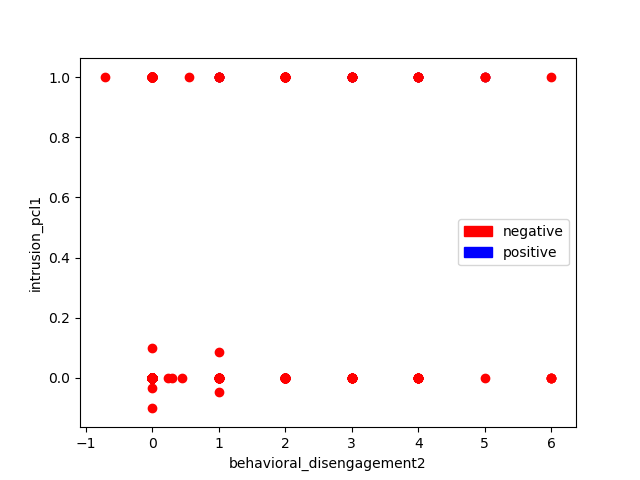 1.0
0.8
0.6
0.4
0.2
0.0
intrusion_pcl1
negative
positive
−1 0 1 2 3 4 5 6
behavioral_disengagement2